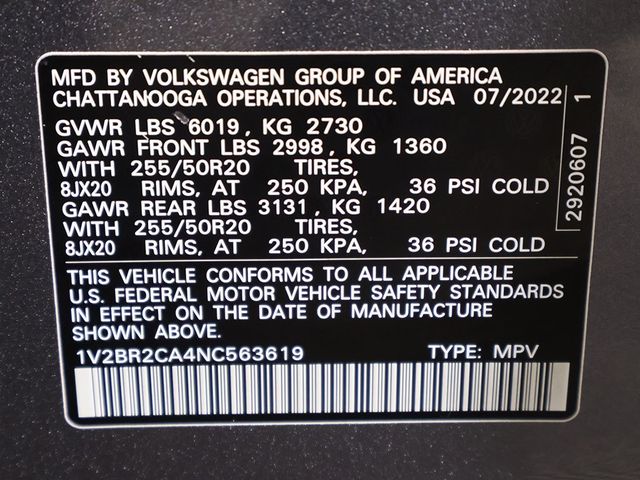 MFD BY VOLKSWAGEN GROUP OF AMERICA
CHATTANOOGA OPERATIONS, LLC. USA 07/2022
GVWR LBS 6019, KG 2730
GAWR FRONT LBS 2998, KG 1360
WITH 255/50R20 TIRES,
8JX20 RIMS, AT 250 KPA, 36 PSI COLD
GAWR REAR LBS 3131, KG 1420
WITH 255/50R20 TIRES,
8JX20 RIMS, AT 250 KPA, 36 PSI COLD
THIS VEHICLE CONFORMS TO ALL APPLICABLE
U.S. FEDERAL MOTOR VEHICLE SAFETY STANDARDS
IN EFFECT ON THE DATE OF MANUFACTURE
SHOWN ABOVE.
1V2BR2CA4NC563619 TYPE: MPV
2920607 1